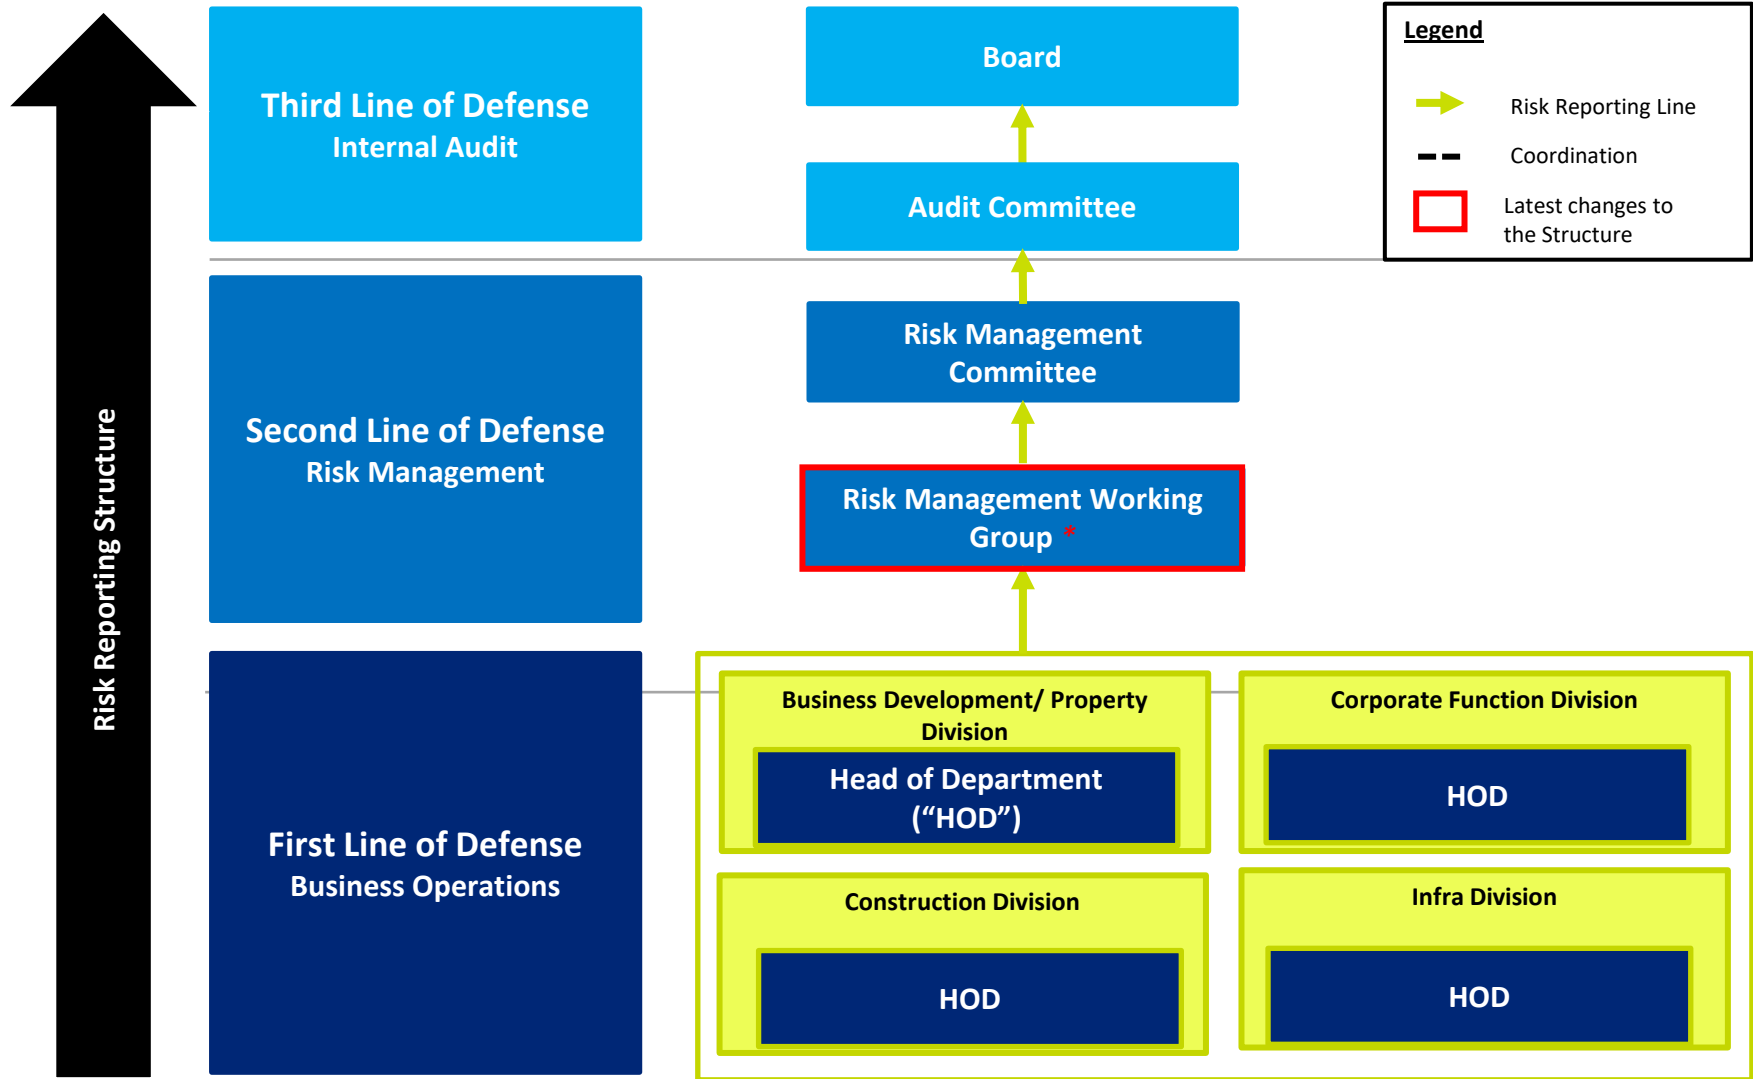 Risk Reporting Structure
Third Line of Defense
Internal Audit
Board
Audit Committee
Legend
Risk Reporting Line
Coordination
Latest changes to
the Structure
Second Line of Defense
Risk Management
Risk Management
Committee
Risk Management Working
Group *
First Line of Defense
Business Operations
Business Development/ Property
Division
Head of Department
(“HOD”)
Corporate Function Division
HOD
Construction Division
HOD
Infra Division
HOD